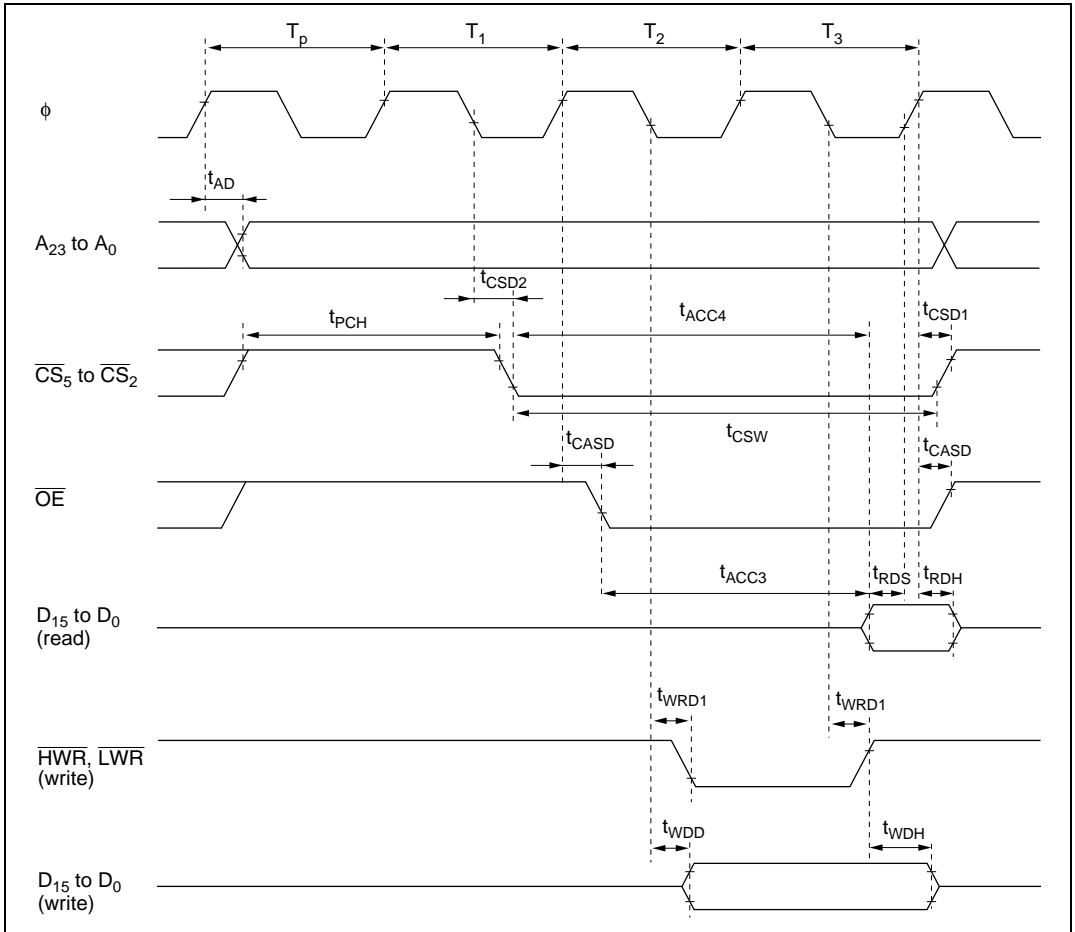 Tp T1 T2 T3
ϕ
tAD
A23 to A0
tCSD2
tPCH tACC4 tCSD1
CS5 to CS2
tCSW
tCASD tCASD
OE
tACC3 tRDS tRDH
D15 to D0
(read)
tWRD1 tWRD1
HWR, LWR
(write)
tWDD tWDH
D15 to D0
(write)